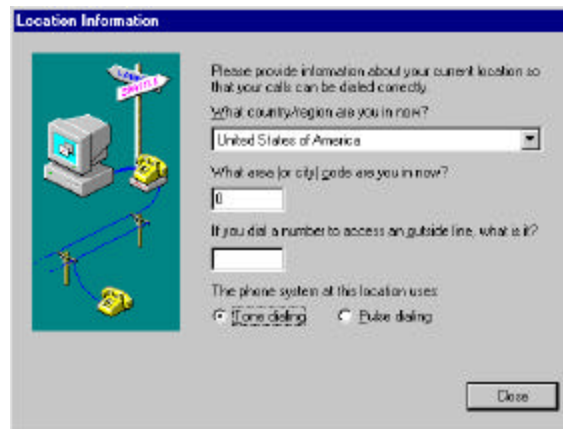 Location Information
Please provide information about your current location so
that your calls can be dialed correctly.
What country/region are you in now?
United States of America
What area (or city) code are you in now?
0
If you dial a number to access an outside line, what is it?
The phone system at this location uses:
Tone dialing
Pulse dialing
Close